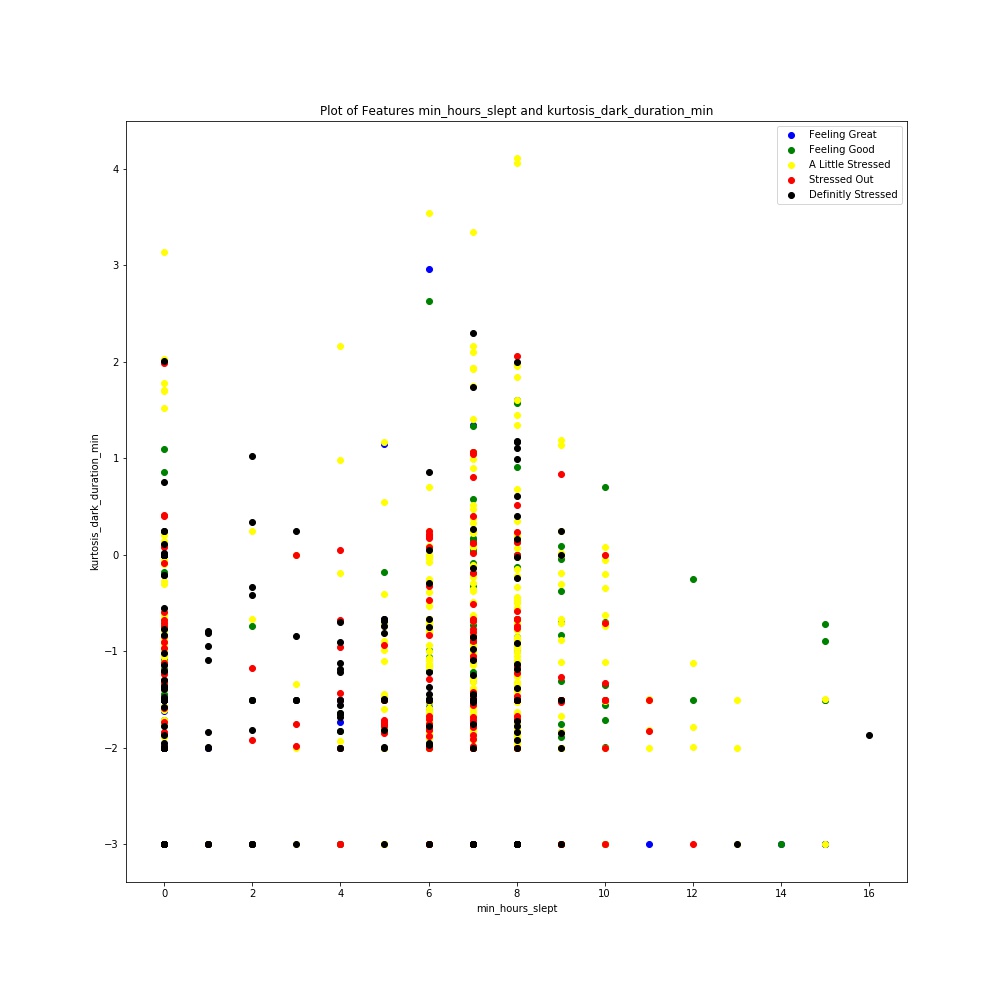 Plot of Features min_hours_slept and kurtosis_dark_duration_min
Feeling Great
Feeling Good
A Little Stressed
Stressed Out
Definitly Stressed
kurtosis_dark_duration_min
4
3
2
1
0
−1
−2
−3
0 2 4 6 8 10 12 14 16
min_hours_slept